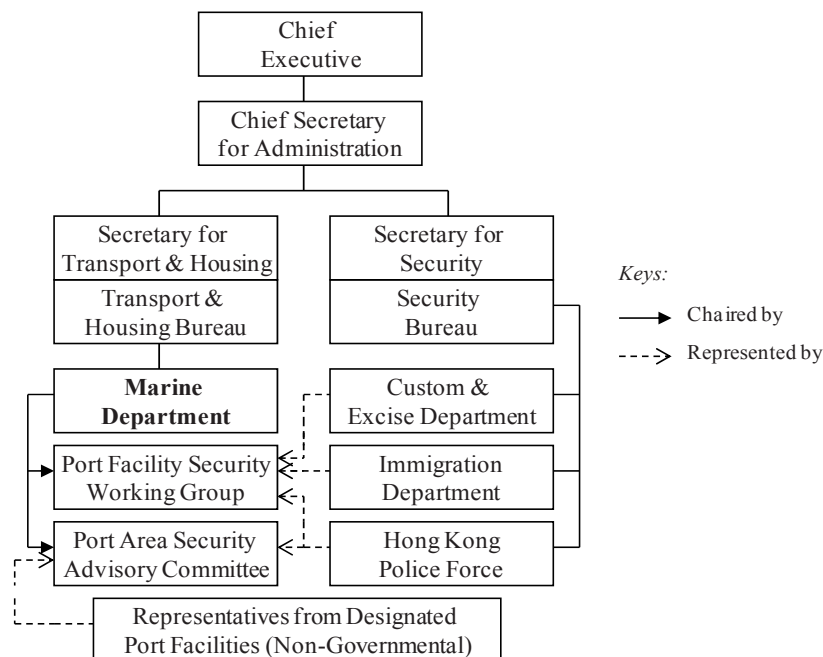 Chief
Executive
Chief Secretary
for Administration
Secretary for
Transport & Housing
Transport &
Housing Bureau
Secretary for
Security
Security
Bureau
Keys:
Chaired by
Represented by
Marine
Department
Custom &
Excise Department
Port Facility Security
Working Group
Immigration
Department
Port Area Security
Advisory Committee
Hong Kong
Police Force
Representatives from Designated
Port Facilities (Non-Governmental)